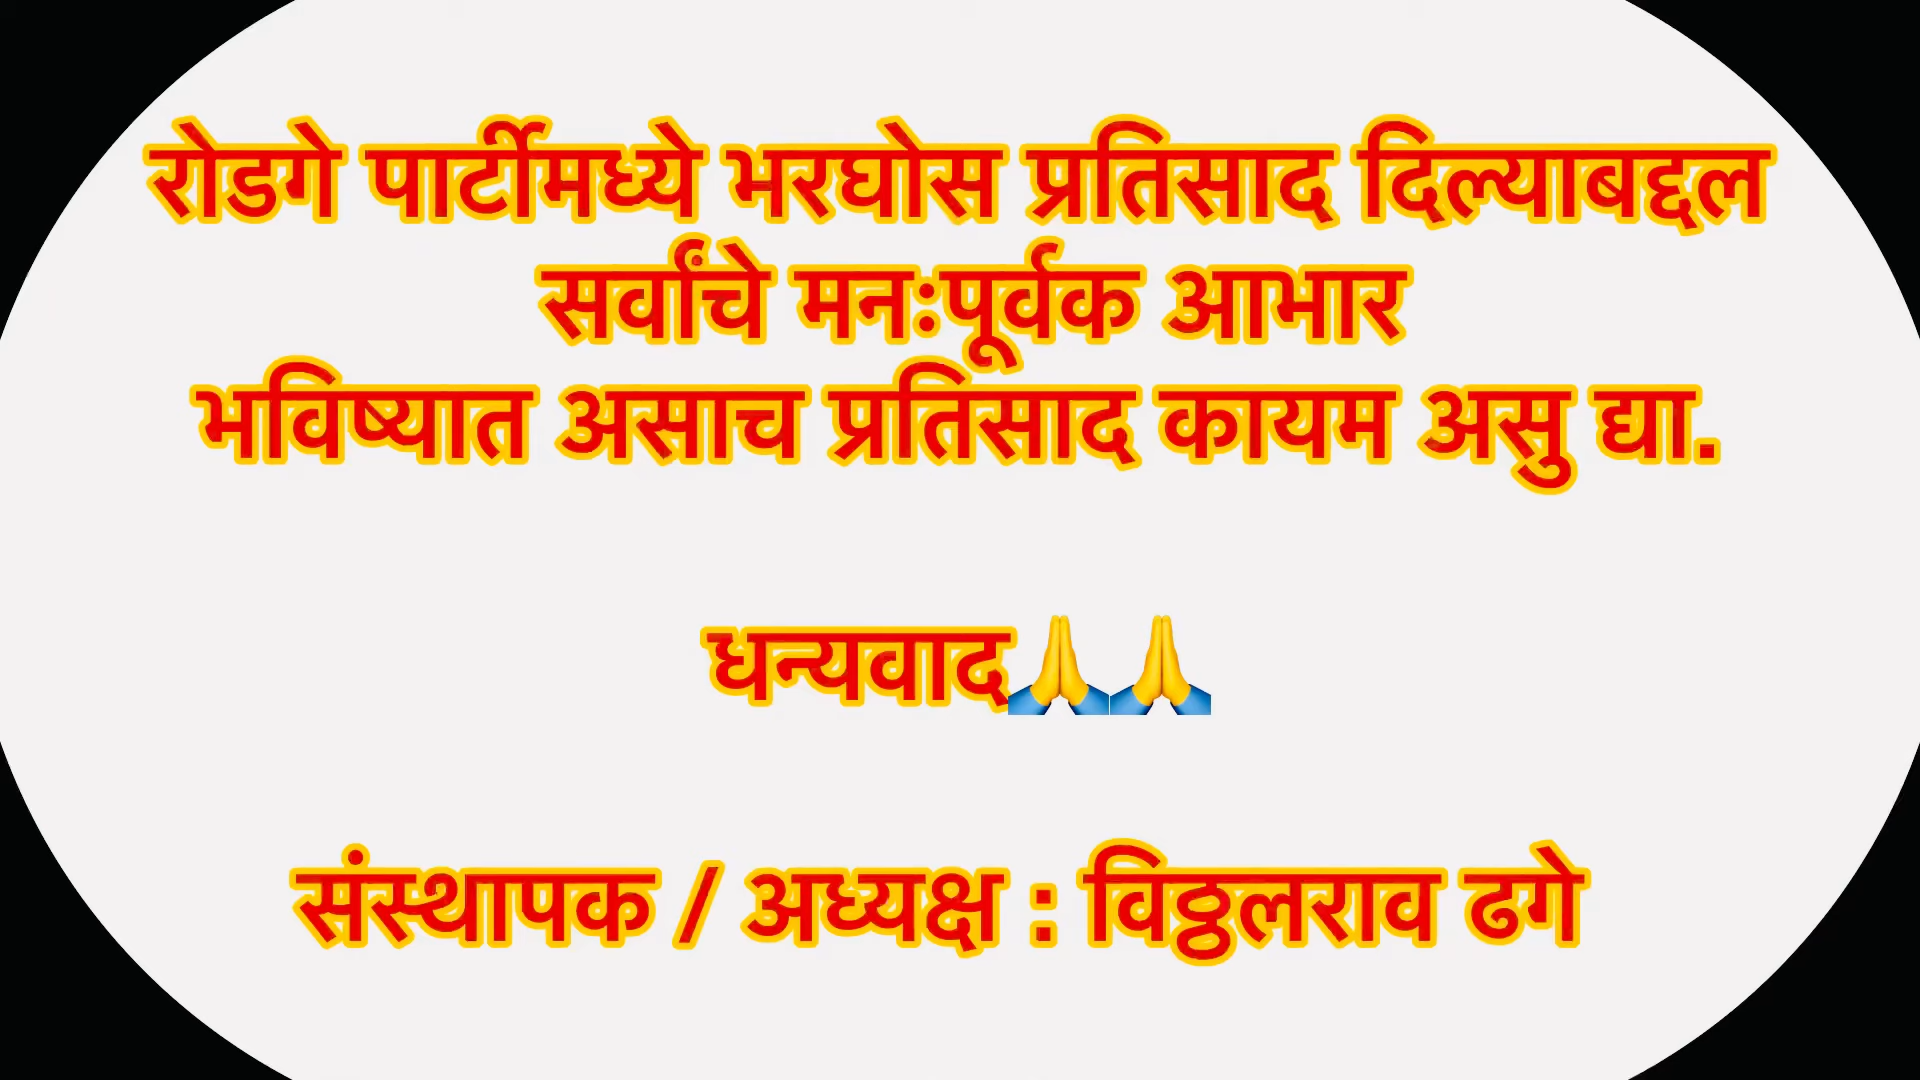 रोडगे पार्टीमध्ये भरघोस प्रतिसाद दिल्याबद्दल
सर्वांचे मनःपूर्वक आभार
भविष्यात असाच प्रतिसाद कायम असु द्या.
धन्यवाद🙏🙏
संस्थापक / अध्यक्ष : विठ्ठलराव ढगे